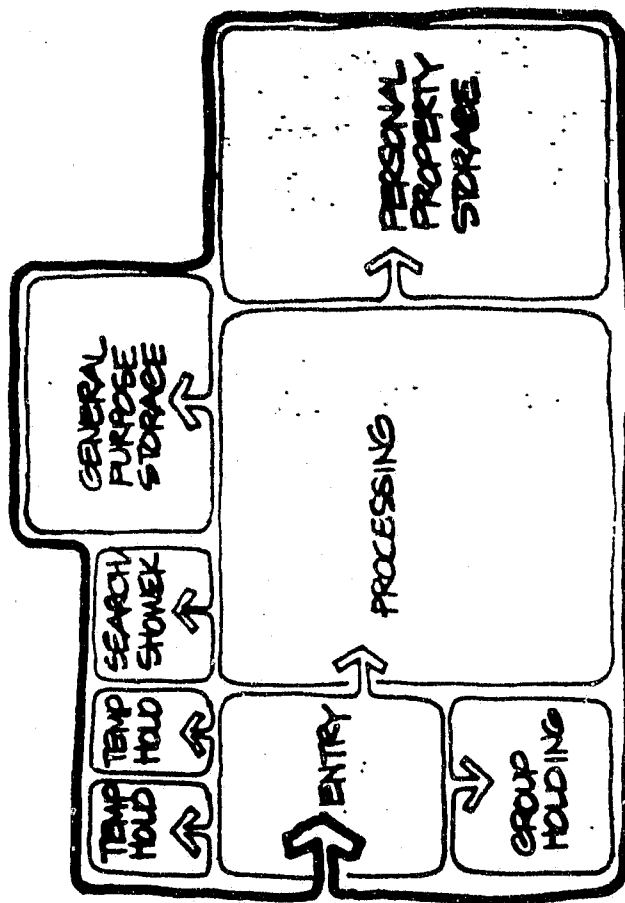 TEMP
HOLD
TEMP
HOLD
SEARCH/
SHOWER
GENERAL
PURPOSE
STORAGE
ENTRY
PROCESSING
PERSONAL
PROPERTY
STORAGE
GROUP
HOLDING